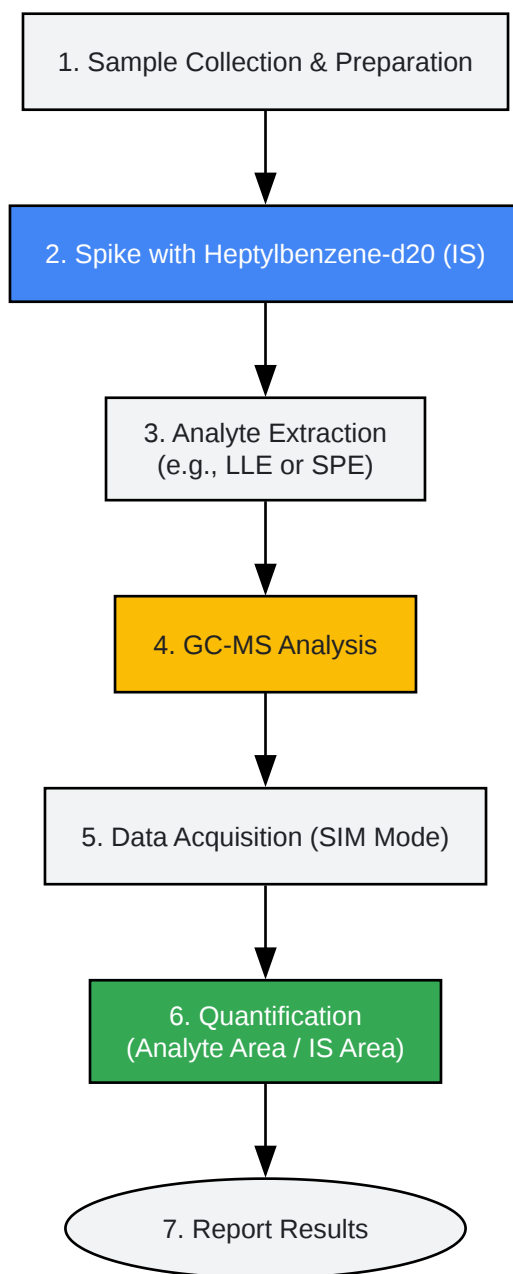 1. Sample Collection & Preparation
2. Spike with Heptylbenzene-d20 (IS)
3. Analyte Extraction
(e.g., LLE or SPE)
4. GC-MS Analysis
5. Data Acquisition (SIM Mode)
6. Quantification
(Analyte Area / IS Area)
7. Report Results